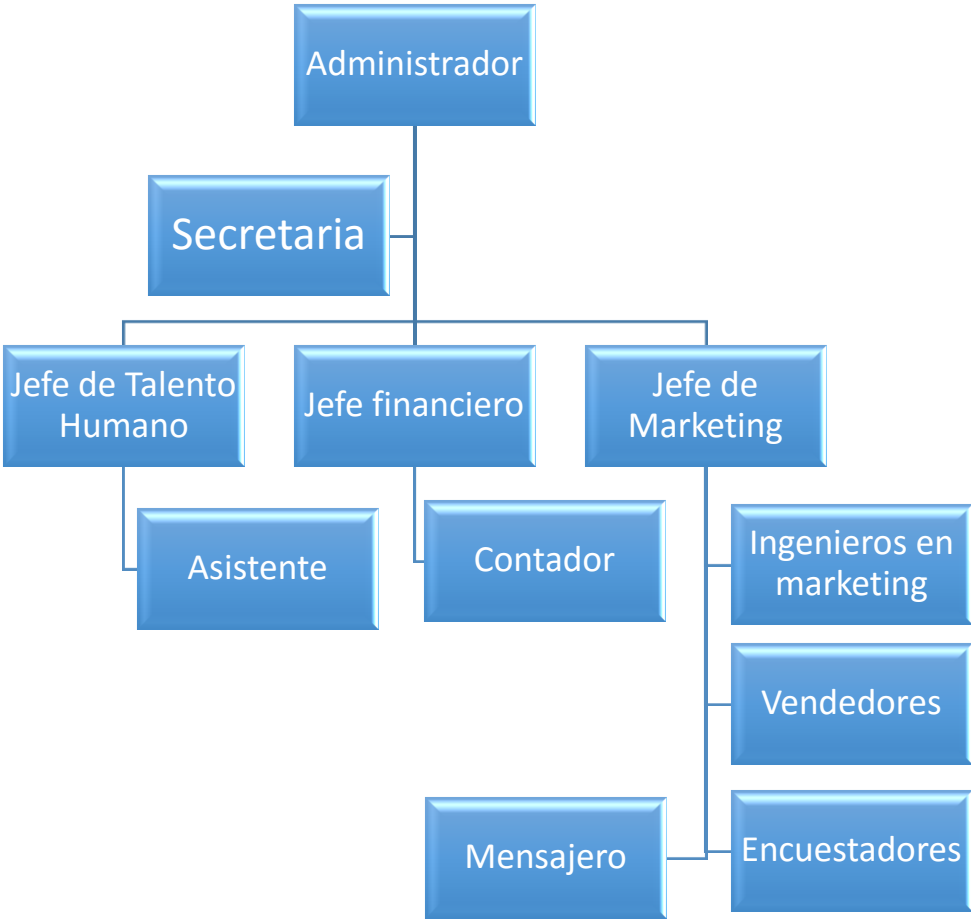 Administrador
Secretaria
Jefe de Talento
Humano
Jefe financiero
Jefe de
Marketing
Asistente
Contador
Ingenieros en
marketing
Vendedores
Mensajero
Encuestadores